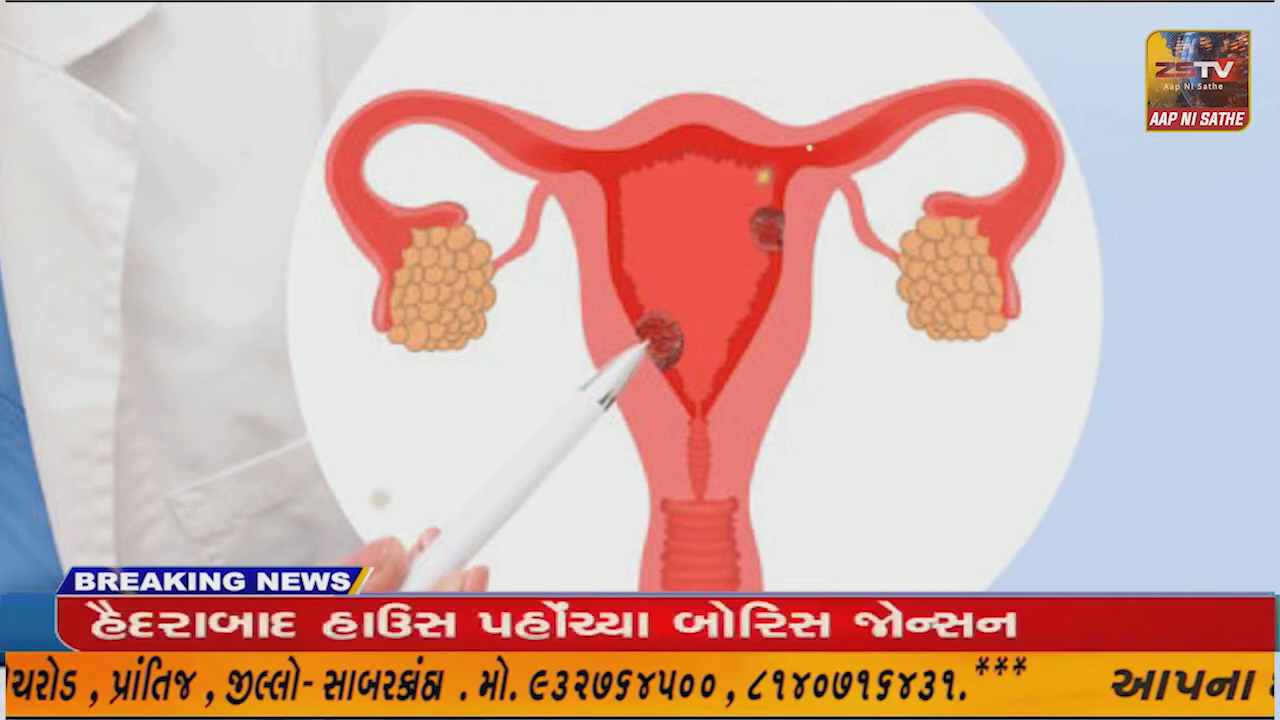 ZSTV
Aap Ni Sathe
AAP NI SATHE
BREAKING NEWS
હૈદરાબાદ હાઉસ પહોંચ્યા બોરિસ જોન્સન
ચરોડ , પ્રાંતિજ , જીલ્લો- સાબરકાંઠા . મો. ૯૩૨૭૬૪૫૦૦ , ૮૧૪૦૭૧૬૪૩૧.*** આપના